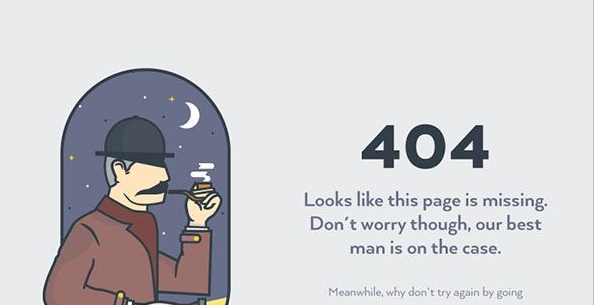 404
Looks like this page is missing.
Don't worry though, our best
man is on the case.
Meanwhile, why don't try again by going